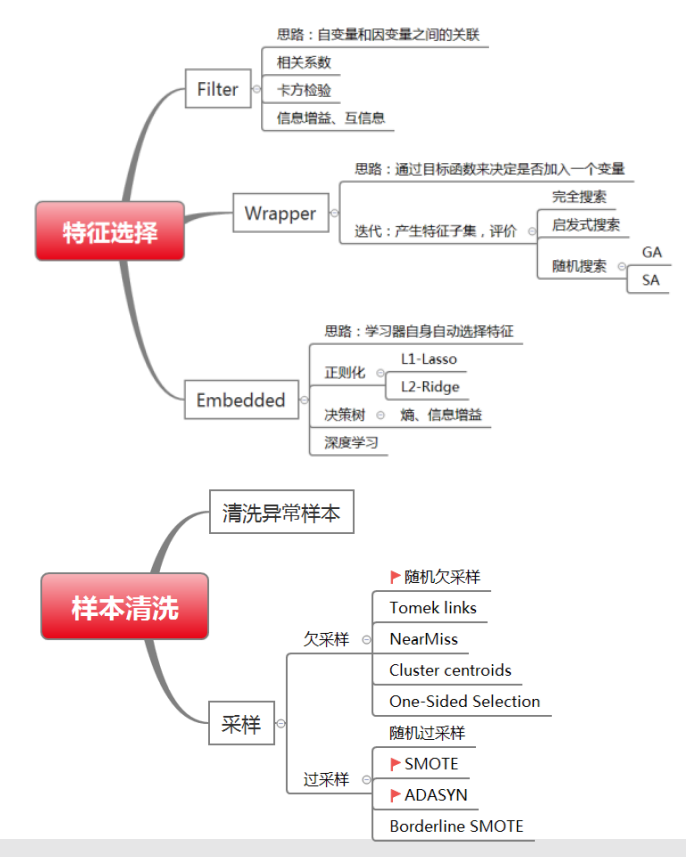 思路：自变量和因变量之间的关联
相关系数
Filter
卡方检验
信息增益、互信息
思路：通过目标函数来决定是否加入一个变量
完全搜索
Wrapper
特征选择
迭代：产生特征子集，评价
启发式搜索
GA
随机搜索
SA
思路：学习器自身自动选择特征
L1-Lasso
正则化
L2-Ridge
Embedded
决策树
熵、信息增益
深度学习
清洗异常样本
样本清洗
随机欠采样
Tomek links
欠采样
NearMiss
Cluster centroids
One-Sided Selection
采样
随机过采样
SMOTE
过采样
ADASYN
Borderline SMOTE